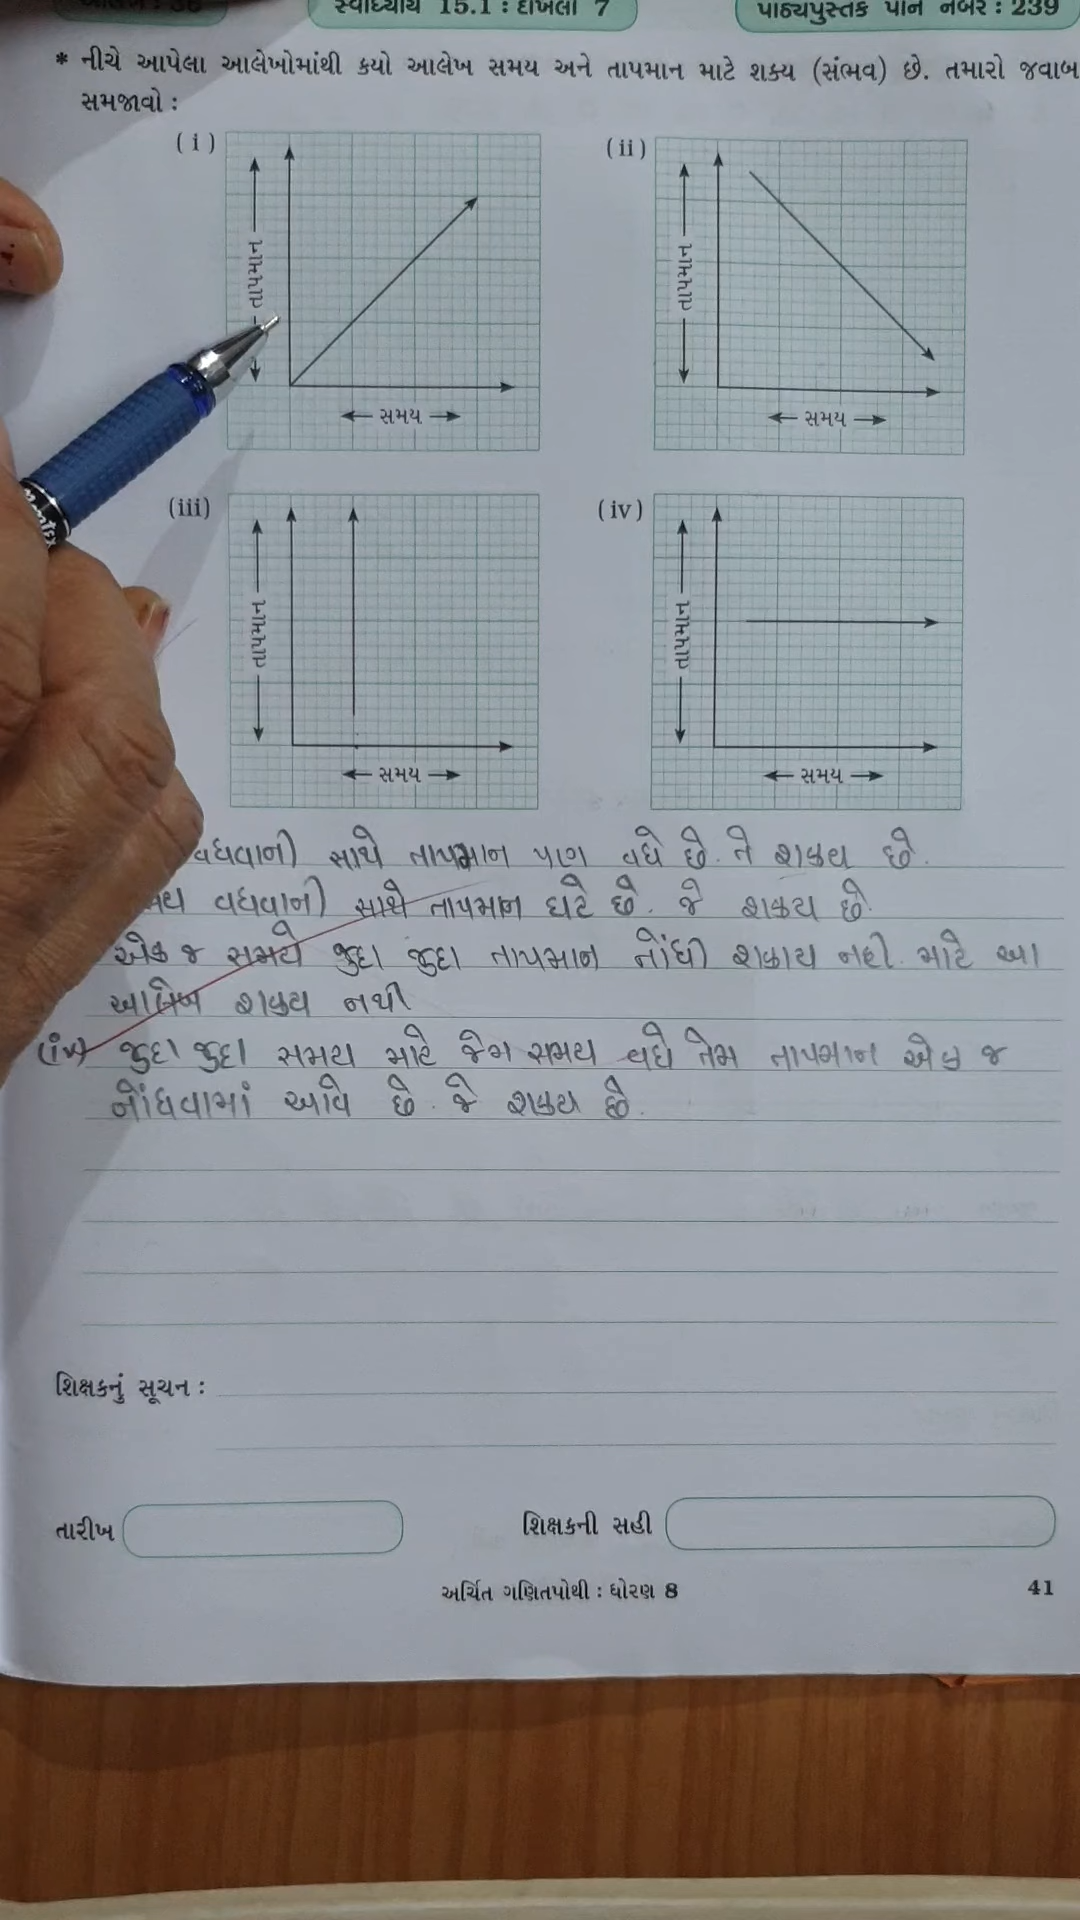 સ્વાધ્યાય 15.1 : દાખલો 7
પાઠ્યપુસ્તક પાન નંબર : 239
* નીચે આપેલા આલેખોમાંથી કયો આલેખ સમય અને તાપમાન માટે શક્ય (સંભવ) છે. તમારો જવાબ
સમજાવો :
( i )
તાપમાન
સમય
(ii)
તાપમાન
સમય
(iii)
તાપમાન
સમય
(iv)
તાપમાન
સમય
વધવાની સાથે તાપમાન પણ વધે છે. તે શક્ય છે.
વધવાની સાથે તાપમાન ઘટે છે. જે શક્ય છે.
એક જ સમયે જુદા જુદા તાપમાન નોંધી શકાય નહી. માટે આ
આલેખ શક્ય નથી
(iv) જુદા જુદા સમય માટે જેમ સમય વધે તેમ તાપમાન એક જ
નોંધવામાં આવે છે. જે શક્ય છે.
શિક્ષકનું સૂચન :
તારીખ
શિક્ષકની સહી
અર્ચિત ગણિતપોથી : ધોરણ 8
41